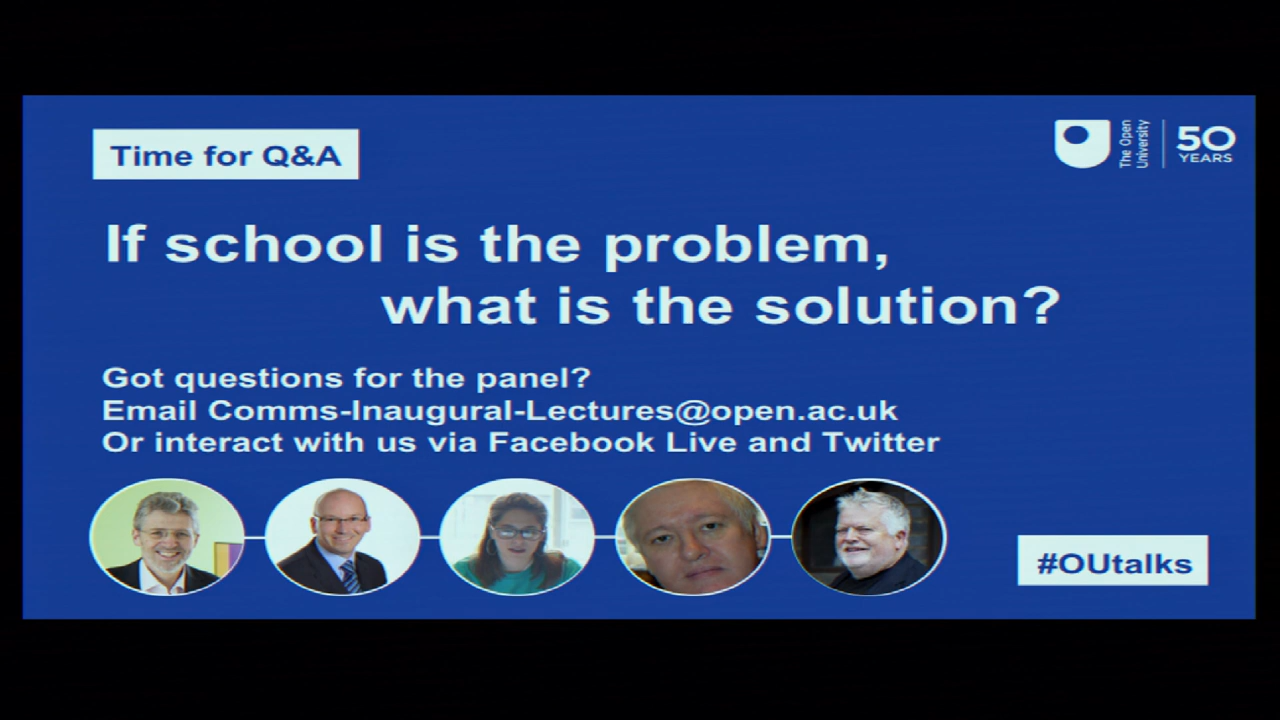 Time for Q&A
The Open
University
50
YEARS
If school is the problem,
what is the solution?
Got questions for the panel?
Email Comms-Inaugural-Lectures@open.ac.uk
Or interact with us via Facebook Live and Twitter
#OUtalks